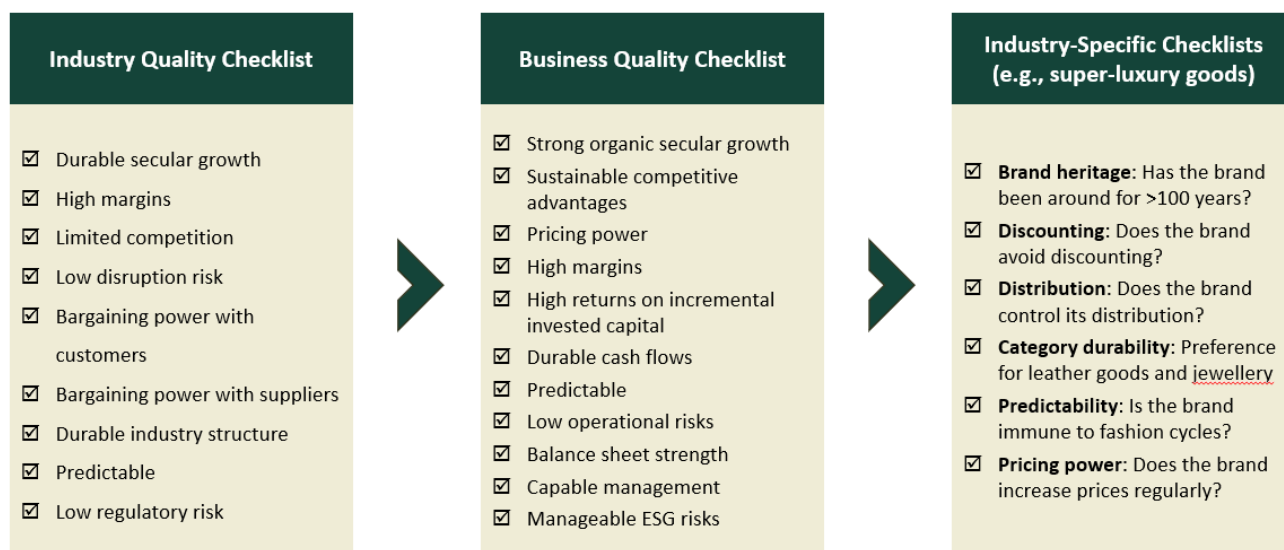 Industry Quality Checklist
Durable secular growth
High margins
Limited competition
Low disruption risk
Bargaining power with
customers
Bargaining power with suppliers
Durable industry structure
Predictable
Low regulatory risk
Business Quality Checklist
Strong organic secular growth
Sustainable competitive
advantages
Pricing power
High margins
High returns on incremental
invested capital
Durable cash flows
Predictable
Low operational risks
Balance sheet strength
Capable management
Manageable ESG risks
Industry-Specific Checklists
(e.g., super-luxury goods)
Brand heritage: Has the brand
been around for >100 years?
Discounting: Does the brand
avoid discounting?
Distribution: Does the brand
control its distribution?
Category durability: Preference
for leather goods and jewellery
Predictability: Is the brand
immune to fashion cycles?
Pricing power: Does the brand
increase prices regularly?